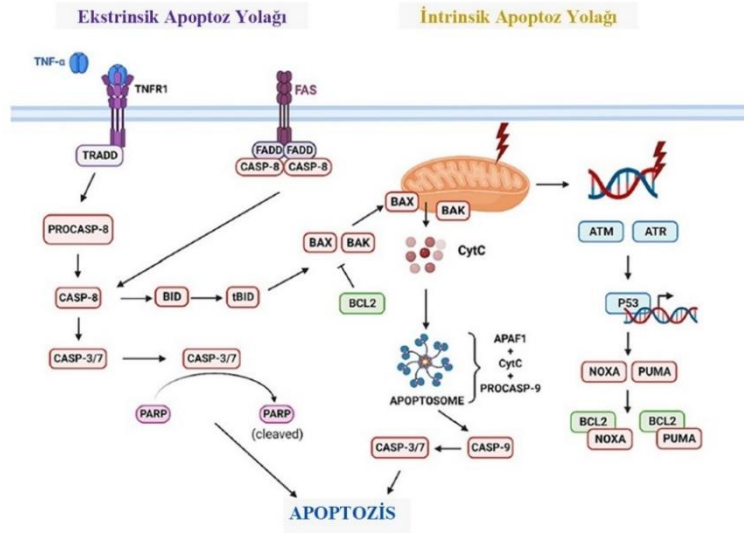 Ekstrinsik Apoptoz Yolağı
İntrinsik Apoptoz Yolağı
TNF-α
TNFR1
FAS
TRADD
FADD FADD
CASP-8 CASP-8
PROCASP-8
CASP-8
BID
tBID
BAX BAK
BCL2
CASP-3/7
CASP-3/7
PARP
PARP
(cleaved)
BAX
BAK
CytC
APOPTOSOME
APAF1
+
CytC
+
PROCASP-9
CASP-3/7
CASP-9
ATM ATR
P53
NOXA PUMA
BCL2 BCL2
NOXA PUMA
APOPTOZİS